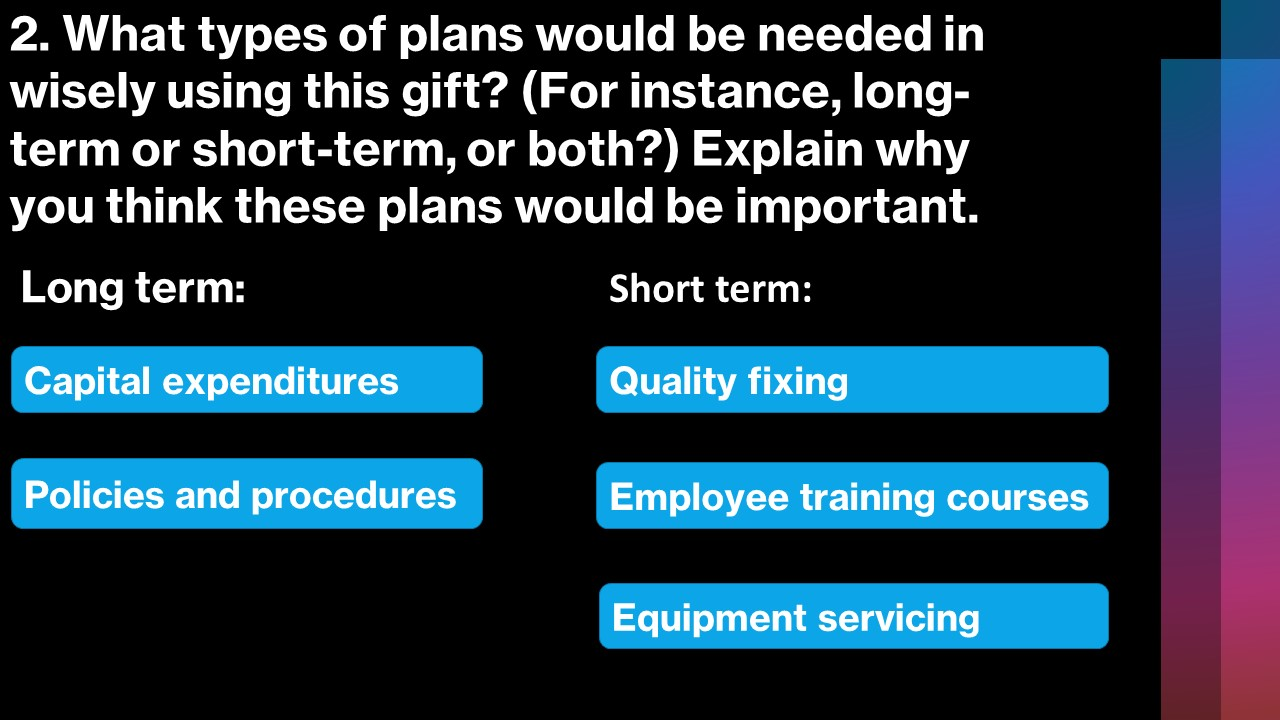 2. What types of plans would be needed in
wisely using this gift? (For instance, long-
term or short-term, or both?) Explain why
you think these plans would be important.
Long term:
Short term:
Capital expenditures
Quality fixing
Policies and procedures
Employee training courses
Equipment servicing